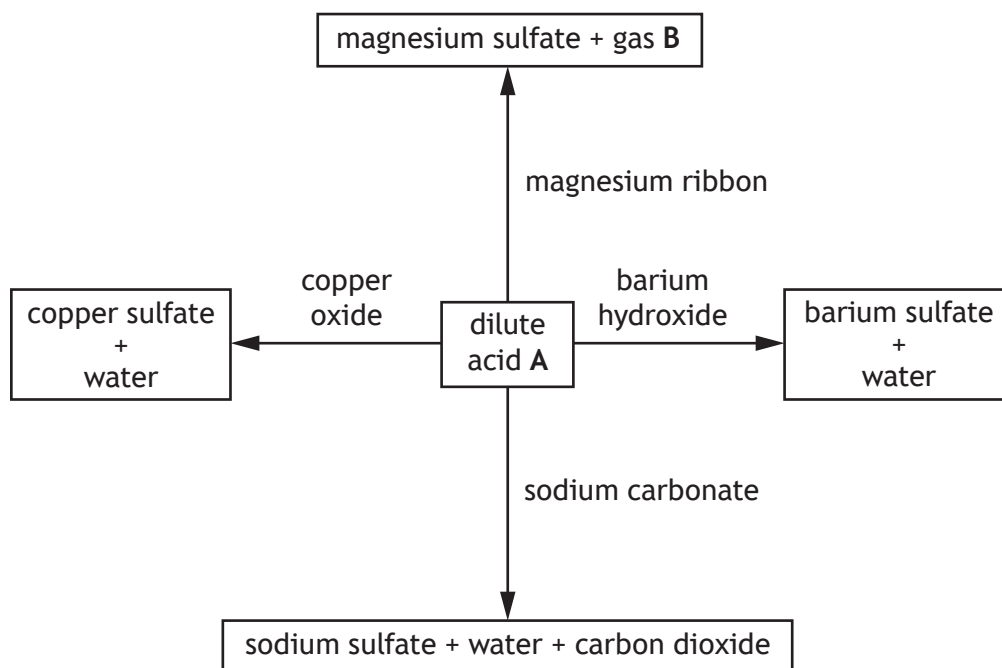 magnesium sulfate + gas B
magnesium ribbon
copper
oxide
barium
hydroxide
copper sulfate
+
water
dilute
acid A
barium sulfate
+
water
sodium carbonate
sodium sulfate + water + carbon dioxide